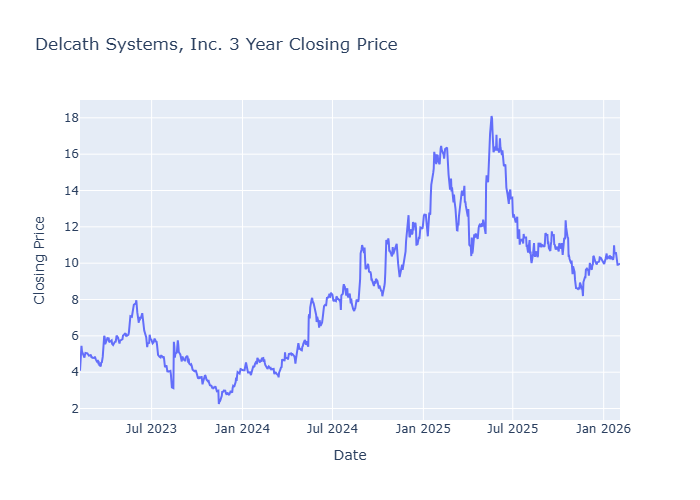 Delcath Systems, Inc. 3 Year Closing Price
Closing Price
18
16
14
12
10
8
6
4
2
Jul 2023
Jan 2024
Jul 2024
Jan 2025
Jul 2025
Jan 2026
Date